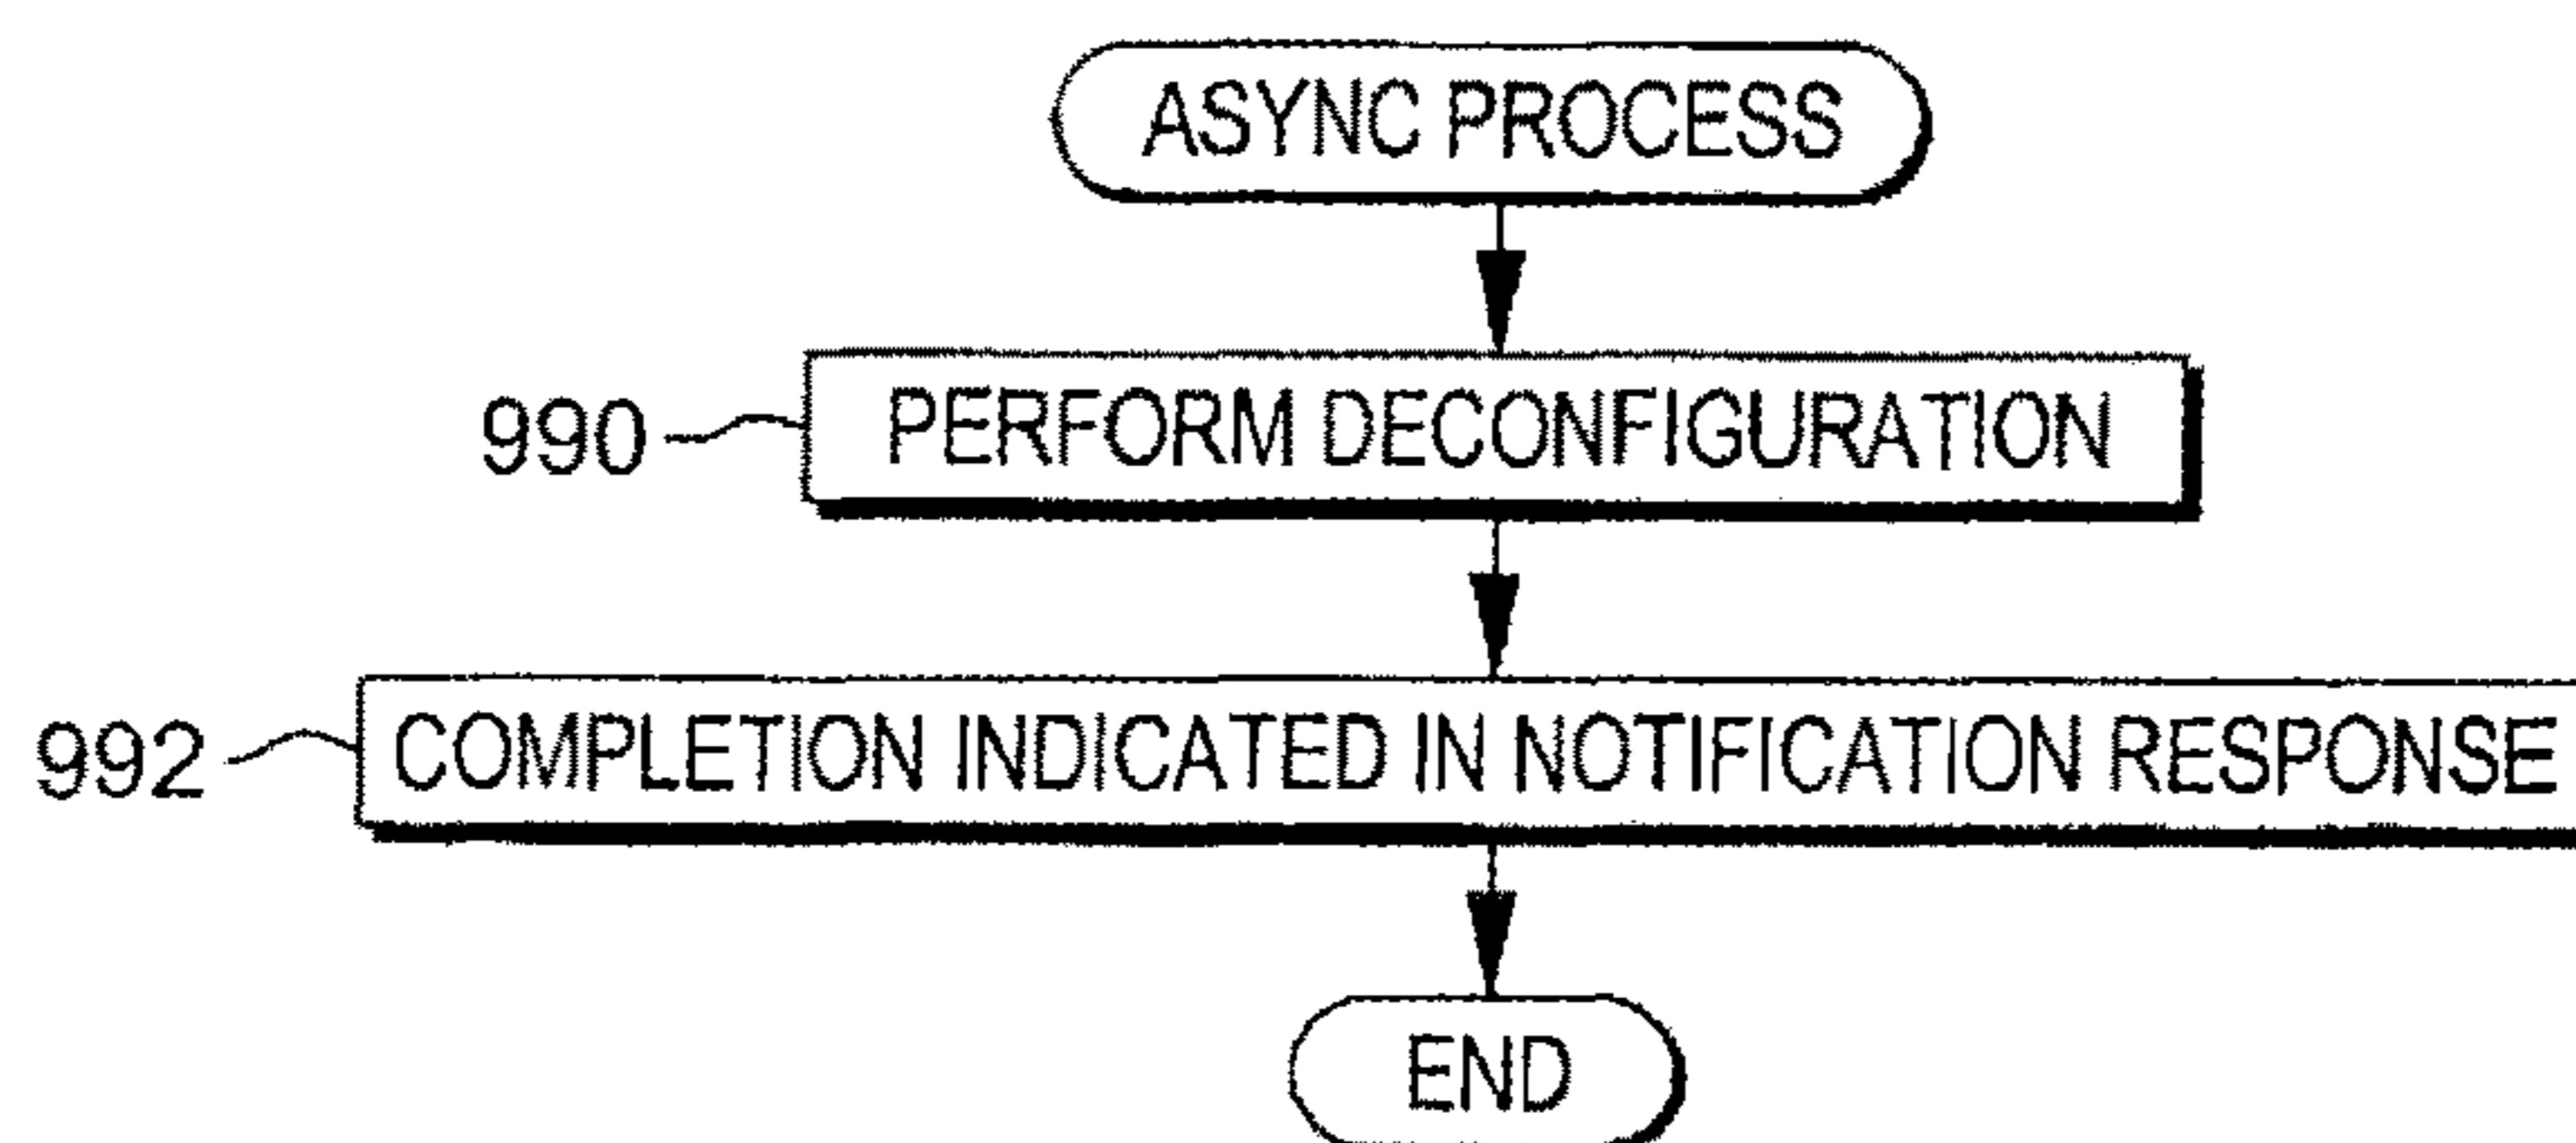 ASYNC PROCESS
990
PERFORM DECONFIGURATION
992
COMPLETION INDICATED IN NOTIFICATION RESPONSE
END